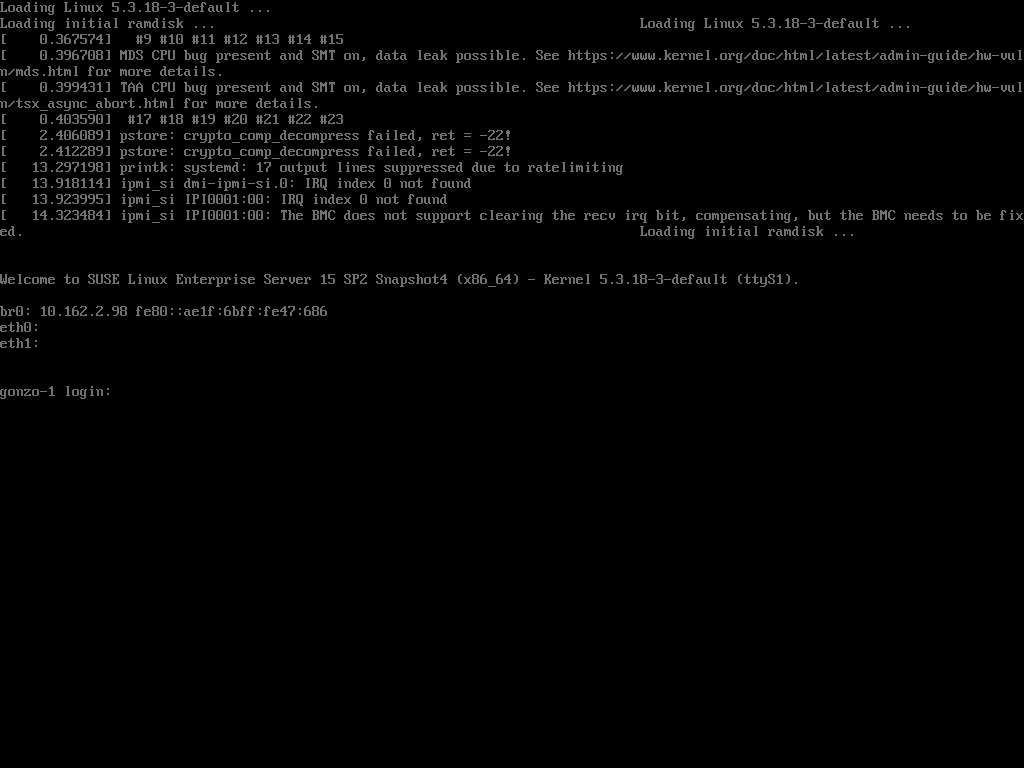 Loading Linux 5.3.18-3-default ...
Loading initial ramdisk ... Loading Linux 5.3.18-3-default ...
[    0.367574]   #9 #10 #11 #12 #13 #14 #15
[    0.396708] MDS CPU bug present and SMT on, data leak possible. See https://www.kernel.org/doc/html/latest/admin-guide/hw-vul
n/mds.html for more details.
[    0.399431] TAA CPU bug present and SMT on, data leak possible. See https://www.kernel.org/doc/html/latest/admin-guide/hw-vul
n/tsx_async_abort.html for more details.
[    0.403590]  #17 #18 #19 #20 #21 #22 #23
[    2.406089] pstore: crypto_comp_decompress failed, ret = -22!
[    2.412289] pstore: crypto_comp_decompress failed, ret = -22!
[   13.297198] printk: systemd: 17 output lines suppressed due to ratelimiting
[   13.918114] ipmi_si dmi-ipmi-si.0: IRQ index 0 not found
[   13.923995] ipmi_si IPI0001:00: IRQ index 0 not found
[   14.323484] ipmi_si IPI0001:00: The BMC does not support clearing the recv irq bit, compensating, but the BMC needs to be fix
ed. Loading initial ramdisk ...
Welcome to SUSE Linux Enterprise Server 15 SP2 Snapshot4 (x86_64) - Kernel 5.3.18-3-default (ttyS1).
br0: 10.162.2.98 fe80::ae1f:6bff:fe47:686
eth0:
eth1:
gonzo-1 login: